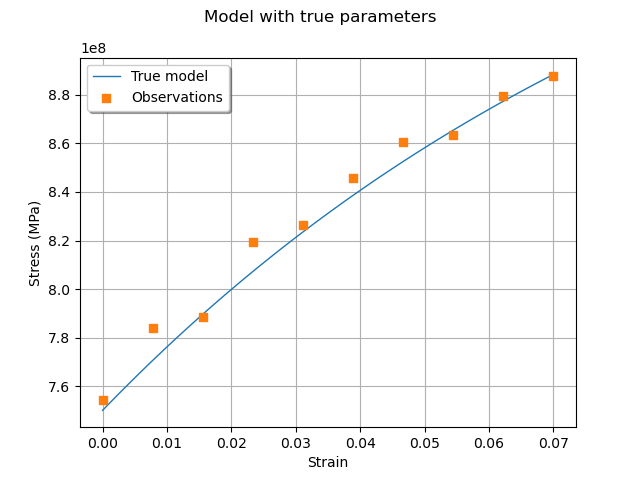 Model with true parameters
1e8
True model
Observations
8.8
8.6
8.4
8.2
8.0
7.8
7.6
Stress (MPa)
0.00 0.01 0.02 0.03 0.04 0.05 0.06 0.07
Strain